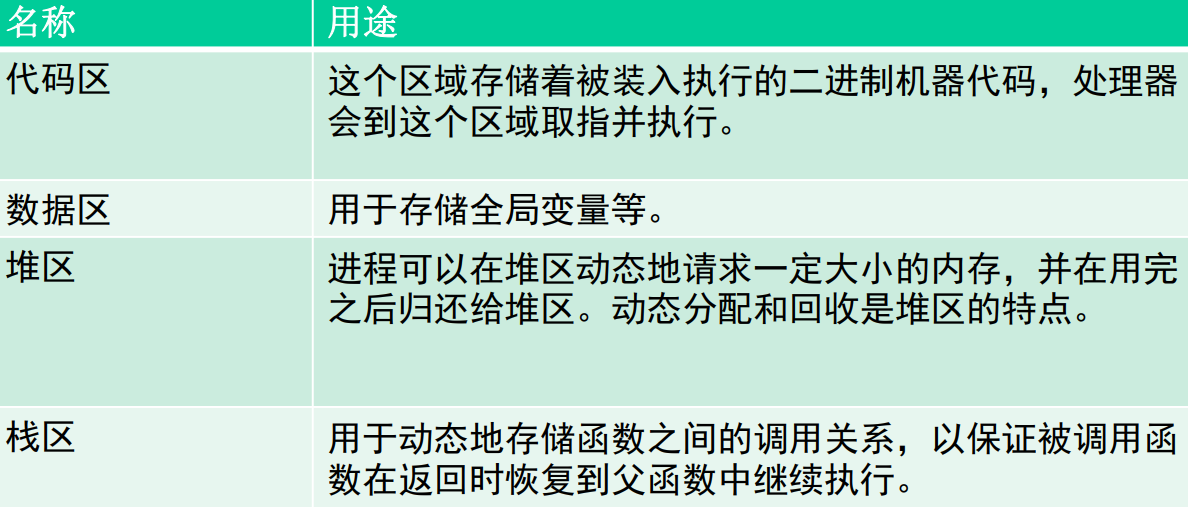 名称
用途
代码区
这个区域存储着被装入执行的二进制机器代码，处理器
会到这个区域取指并执行。
数据区
用于存储全局变量等。
堆区
进程可以在堆区动态地请求一定大小的内存，并在用完
之后归还给堆区。动态分配和回收是堆区的特点。
栈区
用于动态地存储函数之间的调用关系，以保证被调用函
数在返回时恢复到父函数中继续执行。